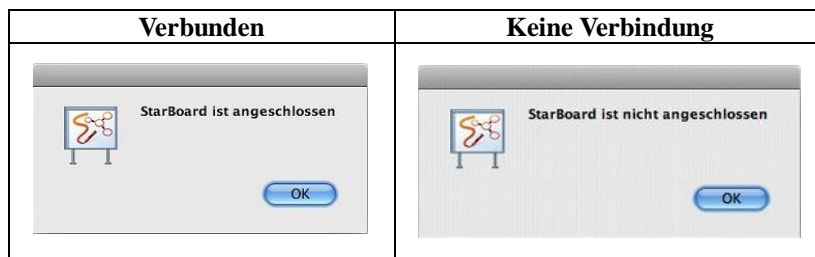 Verbunden
Keine Verbindung
StarBoard ist angeschlossen
OK
StarBoard ist nicht angeschlossen
OK